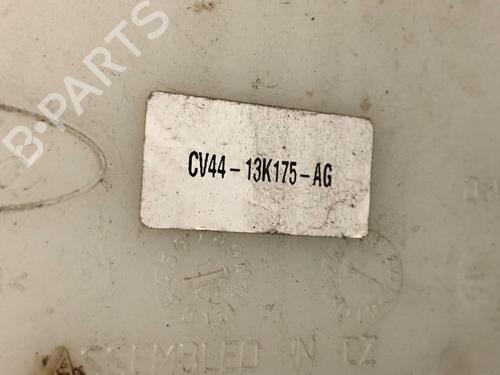 B-PARTS
CV44-13K175-AG
ASSEMBLED IN CZ